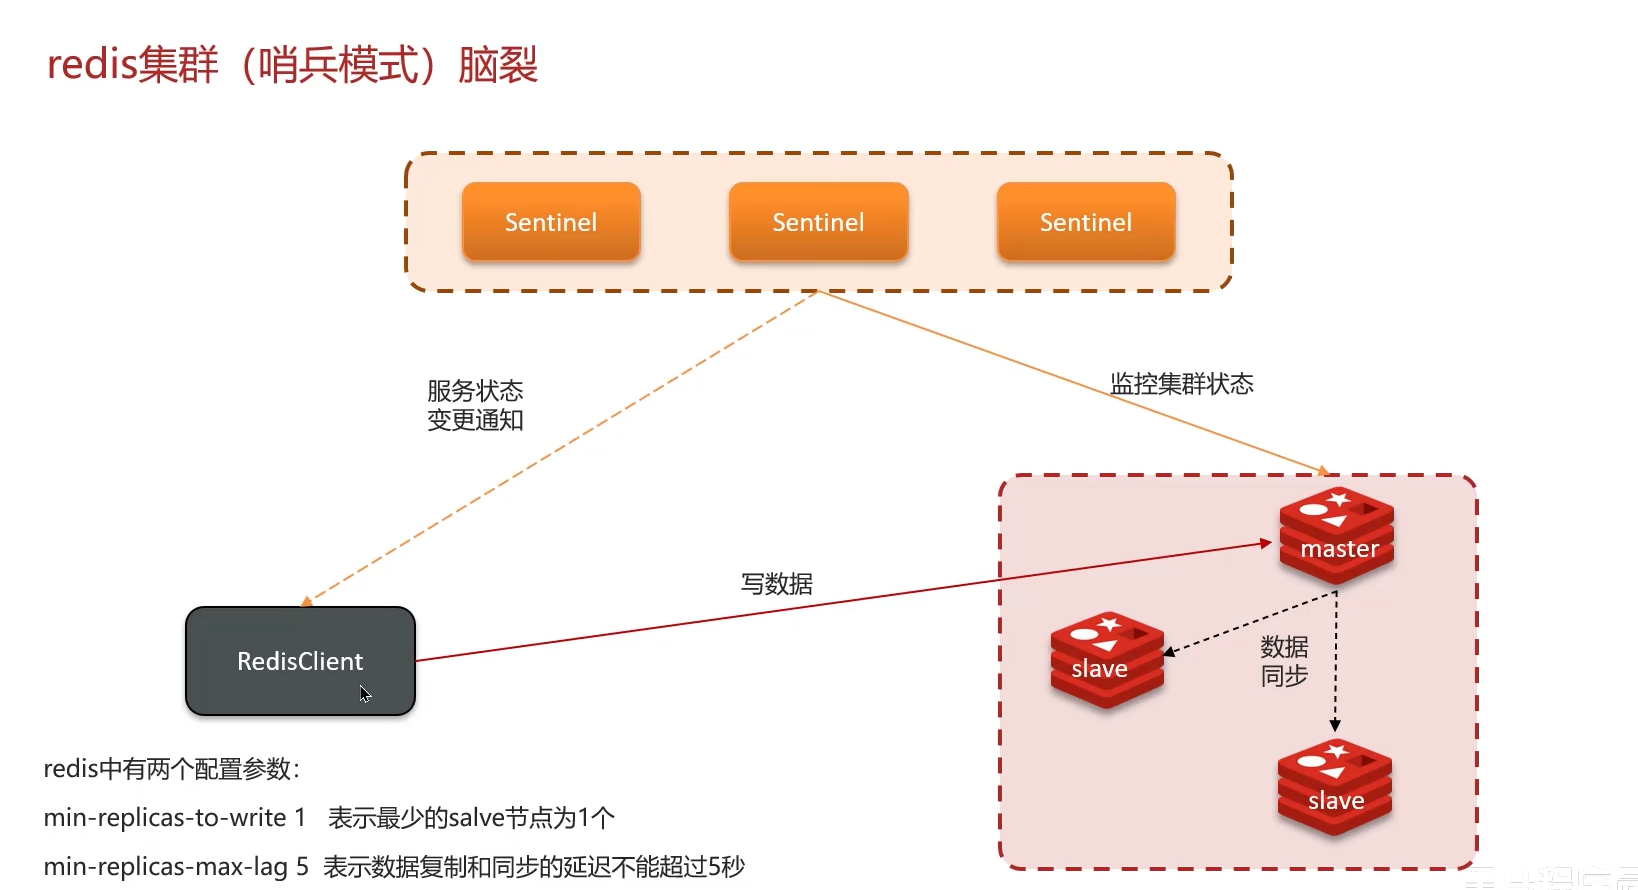 redis集群（哨兵模式）脑裂
Sentinel
Sentinel
Sentinel
服务状态
变更通知
监控集群状态
写数据
master
slave
数据
同步
slave
RedisClient
redis中有两个配置参数：
min-replicas-to-write 1 表示最少的salve节点为1个
min-replicas-max-lag 5 表示数据复制和同步的延迟不能超过5秒